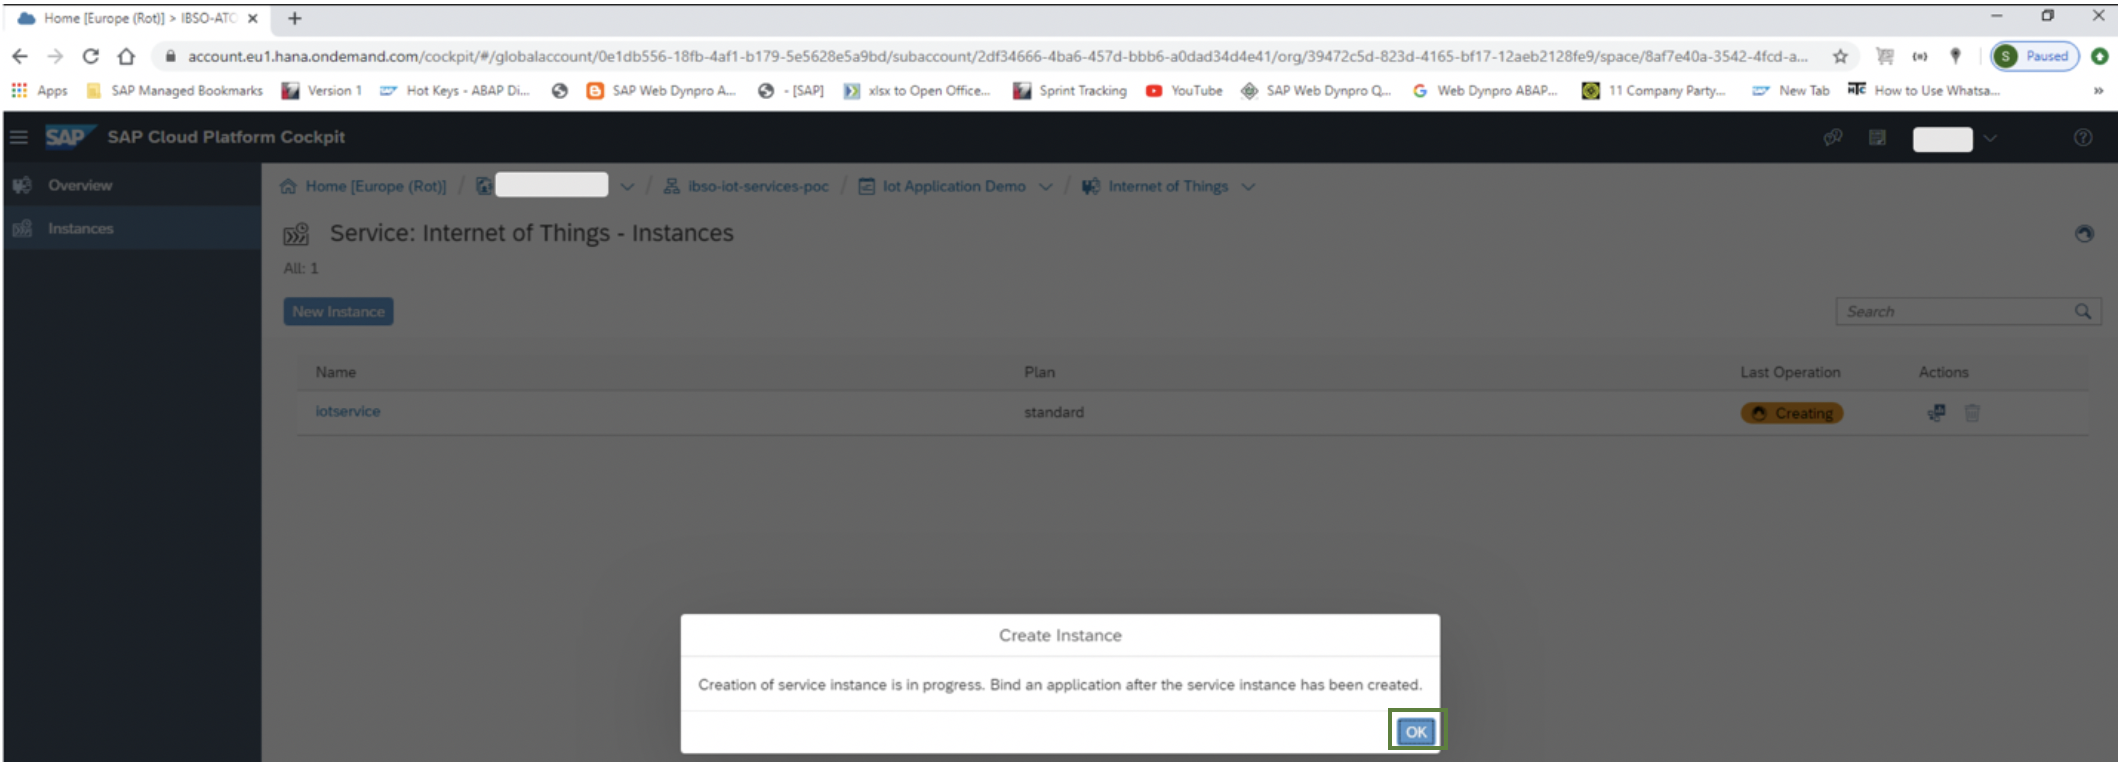 Home [Europe (Rot)] > IBSO-ATC
account.eu1.hana.ondemand.com/cockpit/#/globalaccount/0e1db556-18fb-4af1-b179-5e5628e5a9bd/subaccount/2df34666-4ba6-457d-bbb6-a0dad34d4e41/org/39472c5d-823d-4165-bf17-12aeb2128fe9/space/8af7e40a-3542-4fcd-a... S Paused
Apps SAP Managed Bookmarks Version 1 Hot Keys - ABAP Di... SAP Web Dynpro A... - [SAP] xlsx to Open Office... Sprint Tracking YouTube SAP Web Dynpro Q... Web Dynpro ABAP... 11 Company Party... New Tab How to Use Whatsa... »
SAP SAP Cloud Platform Cockpit
Overview
Home [Europe (Rot)] / / ibso-iot-services-poc / Iot Application Demo / Internet of Things
Instances
Service: Internet of Things - Instances
All: 1
New Instance
Search
Name Plan Last Operation Actions
iotservice standard Creating
Create Instance
Creation of service instance is in progress. Bind an application after the service instance has been created.
OK